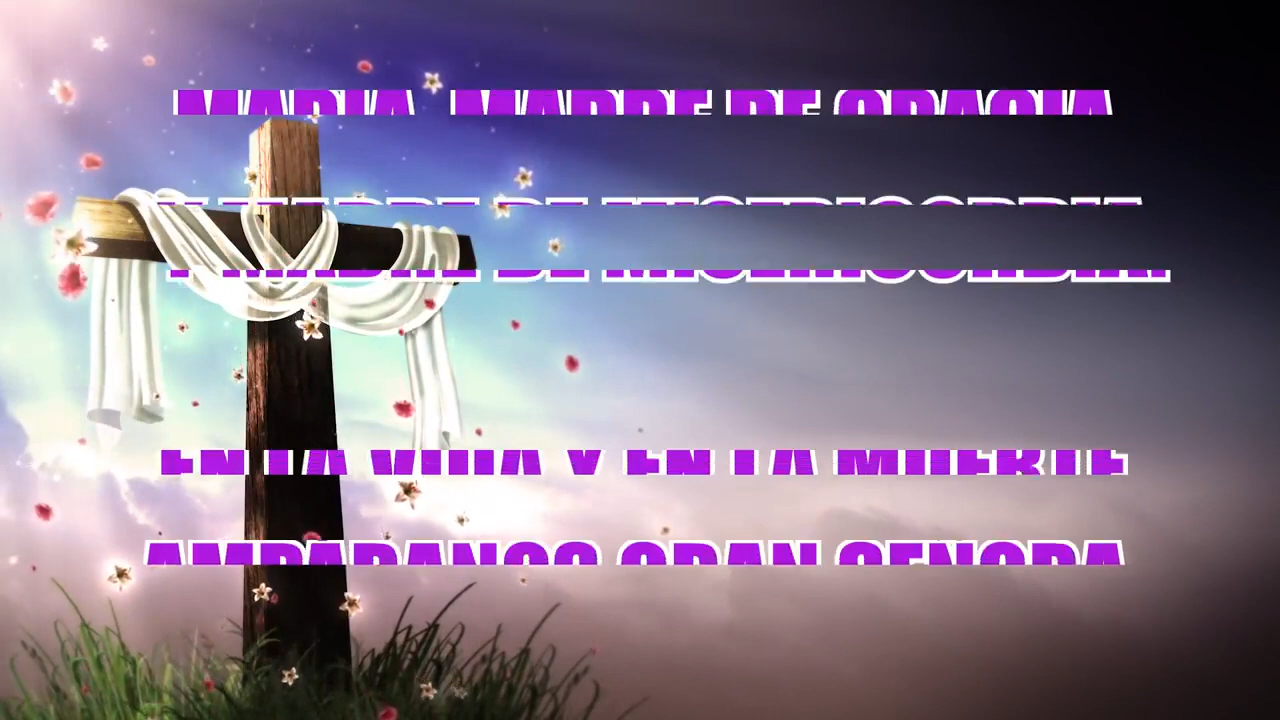 MARIA, MADRE DE GRACIA
Y MADRE DE MISERICORDIA.
EN LA VIDA Y EN LA MUERTE
AMPARANOS GRAN SEÑORA